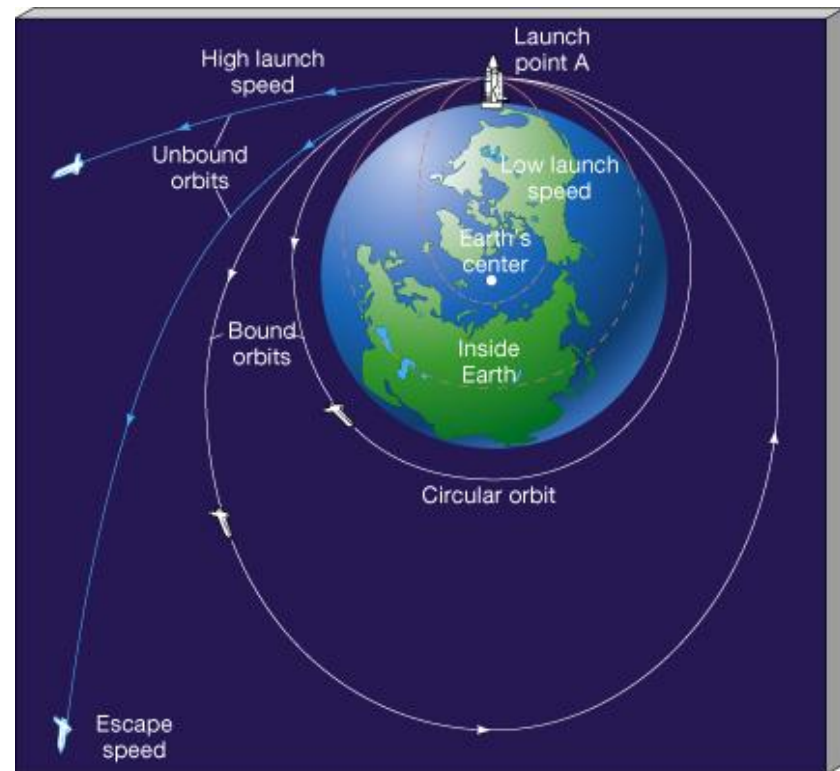 Launch
point A
High launch
speed
Unbound
orbits
Low launch
speed
Earth's
center
Bound
orbits
Inside
Earth
Circular orbit
Escape
speed